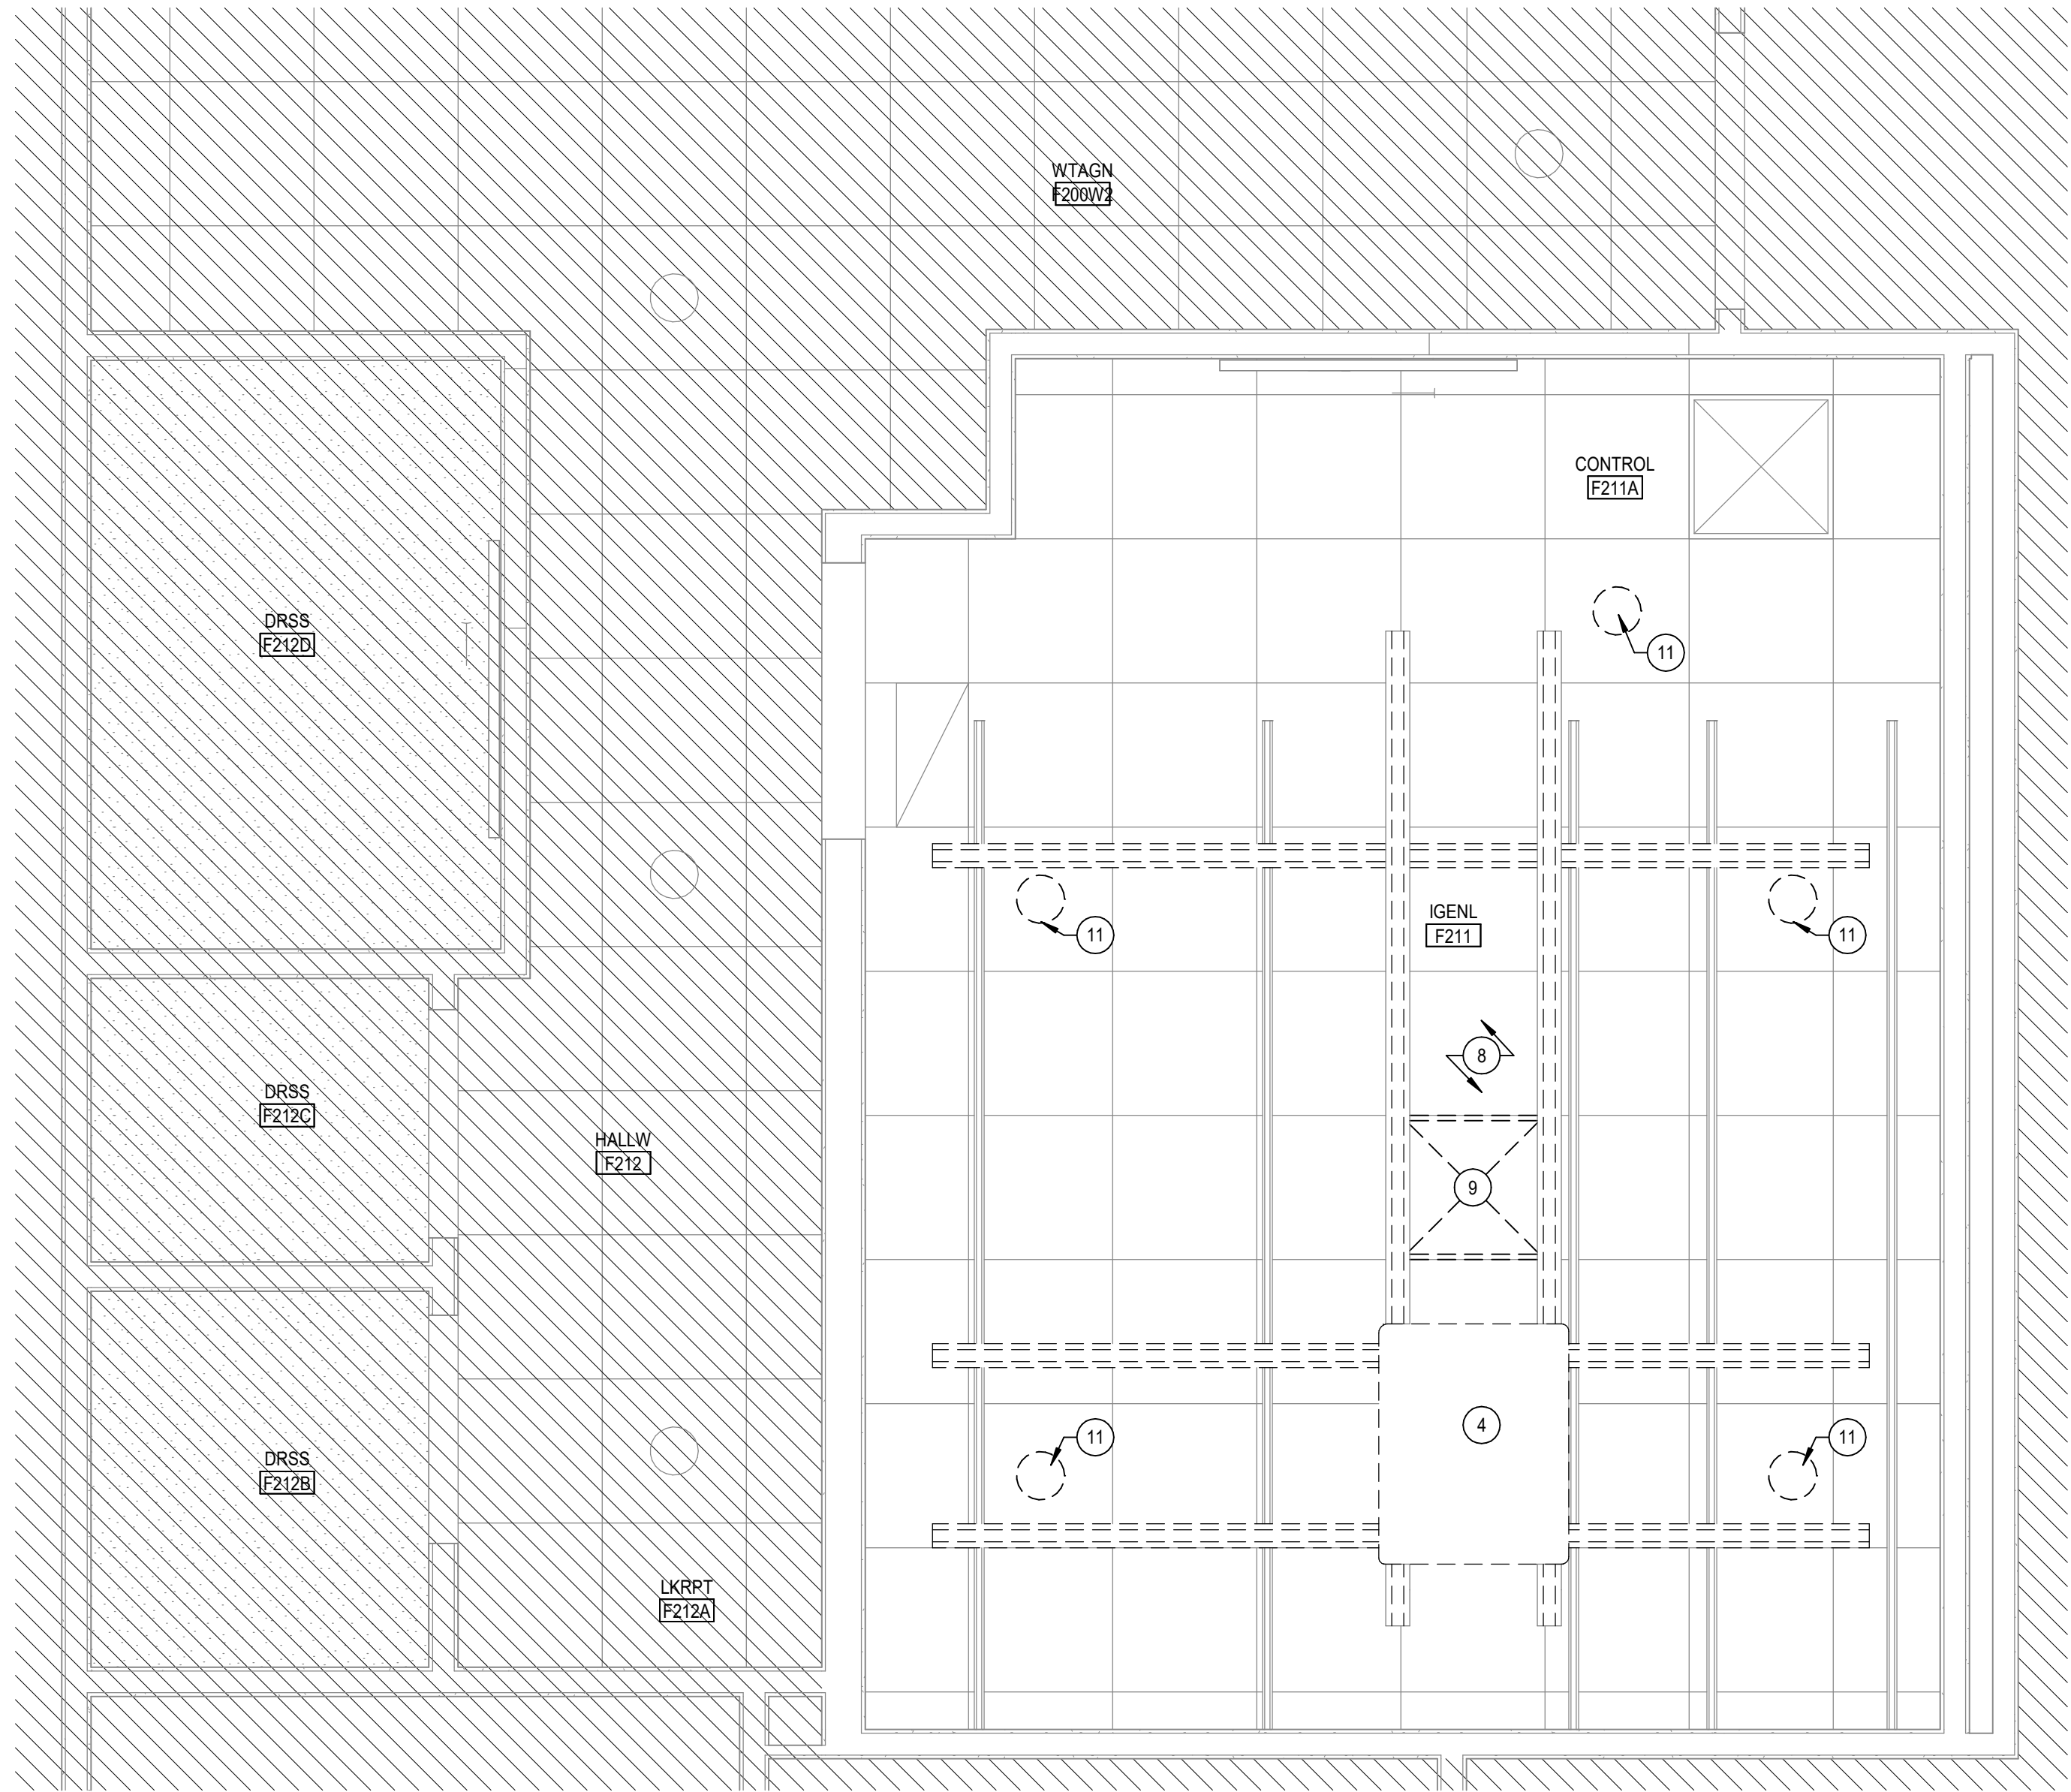 WTAGN
F200W2
CONTROL
F211A
DRSS
F212D
11
IGENL
F211
11
11
8
DRSS
F212C
HALLW
F212
9
4
11
11
DRSS
F212B
LKRPT
F212A